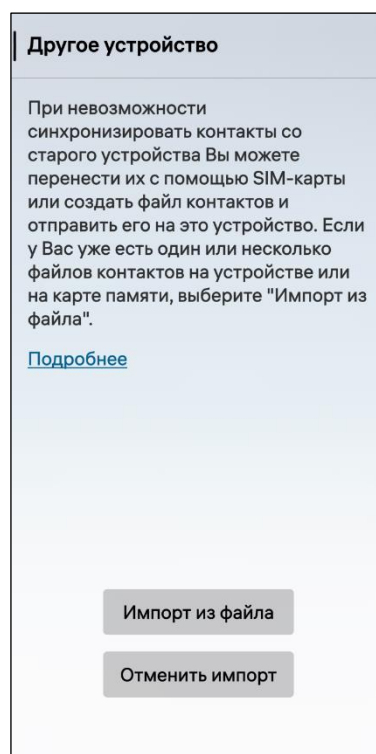 Другое устройство
При невозможности
синхронизировать контакты со
старого устройства Вы можете
перенести их с помощью SIM-карты
или создать файл контактов и
отправить его на это устройство. Если
у Вас уже есть один или несколько
файлов контактов на устройстве или
на карте памяти, выберите "Импорт из
файла".
Подробнее
Импорт из файла
Отменить импорт